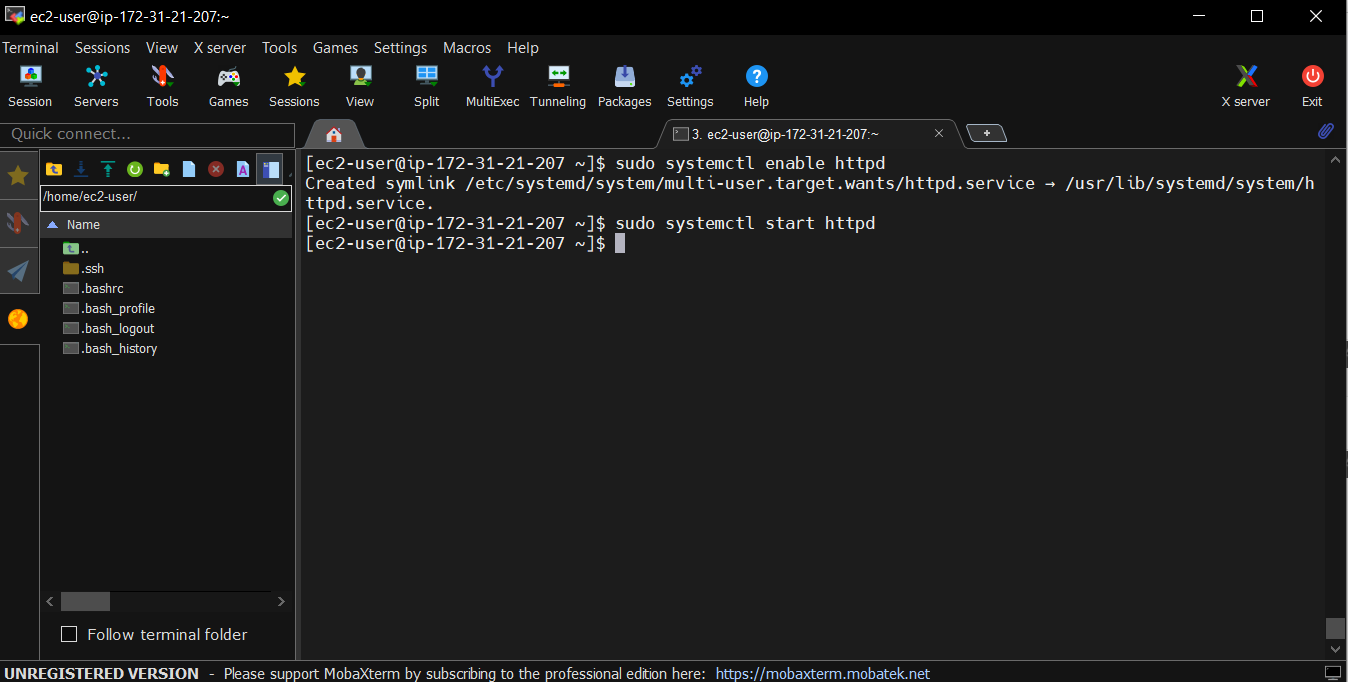 ec2-user@ip-172-31-21-207:~
Terminal Sessions View X server Tools Games Settings Macros Help
Session Servers Tools Games Sessions View Split MultiExec Tunneling Packages Settings Help X server Exit
Quick connect...
3. ec2-user@ip-172-31-21-207:~
/home/ec2-user/
Name
..
.ssh
.bashrc
.bash_profile
.bash_logout
.bash_history
Follow terminal folder
[ec2-user@ip-172-31-21-207 ~]$ sudo systemctl enable httpd
Created symlink /etc/systemd/system/multi-user.target.wants/httpd.service → /usr/lib/systemd/system/h
ttpd.service.
[ec2-user@ip-172-31-21-207 ~]$ sudo systemctl start httpd
[ec2-user@ip-172-31-21-207 ~]$
UNREGISTERED VERSION - Please support MobaXterm by subscribing to the professional edition here: https://mobaxterm.mobatek.net